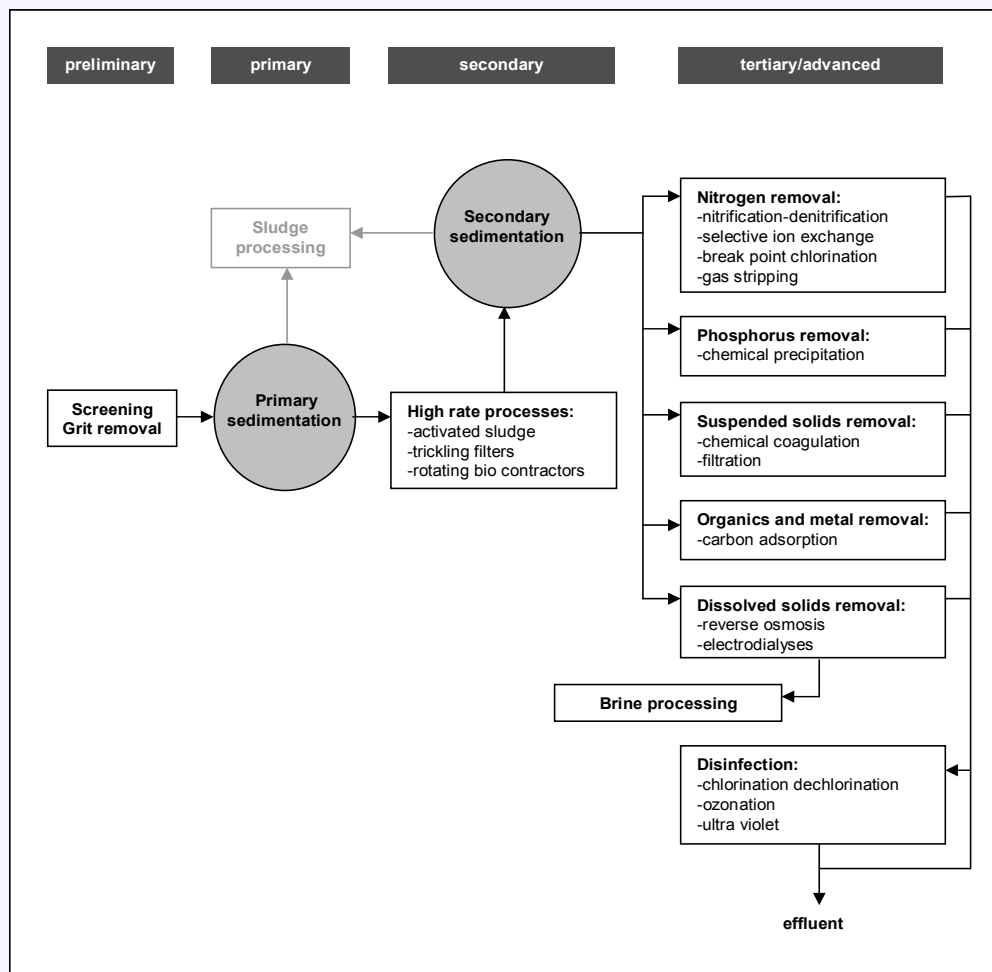 preliminary
primary
secondary
tertiary/advanced
Screening
Grit removal
Primary
sedimentation
Sludge
processing
High rate processes:
-activated sludge
-trickling filters
-rotating bio contractors
Secondary
sedimentation
Nitrogen removal:
-nitrification-denitrification
-selective ion exchange
-break point chlorination
-gas stripping
Phosphorus removal:
-chemical precipitation
Suspended solids removal:
-chemical coagulation
-filtration
Organics and metal removal:
-carbon adsorption
Dissolved solids removal:
-reverse osmosis
-electrodialyses
Brine processing
Disinfection:
-chlorination dechlorination
-ozonation
-ultra violet
effluent